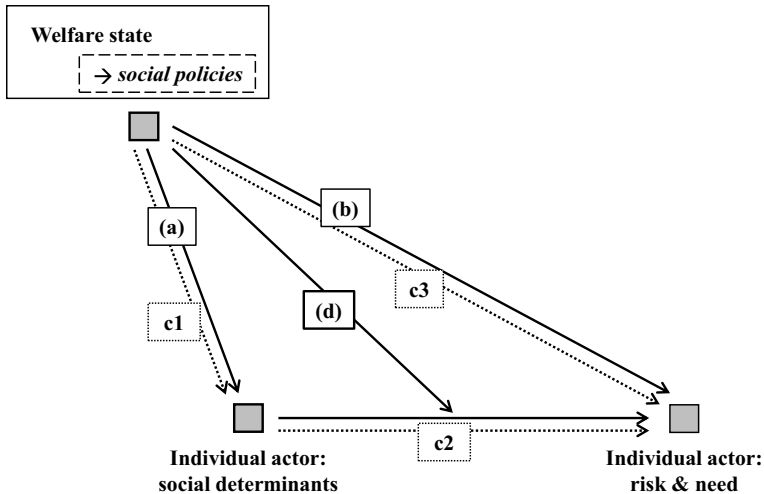 Welfare state
→ social policies
(a)
(b)
c3
c1
(d)
c2
Individual actor:
social determinants
Individual actor:
risk & need